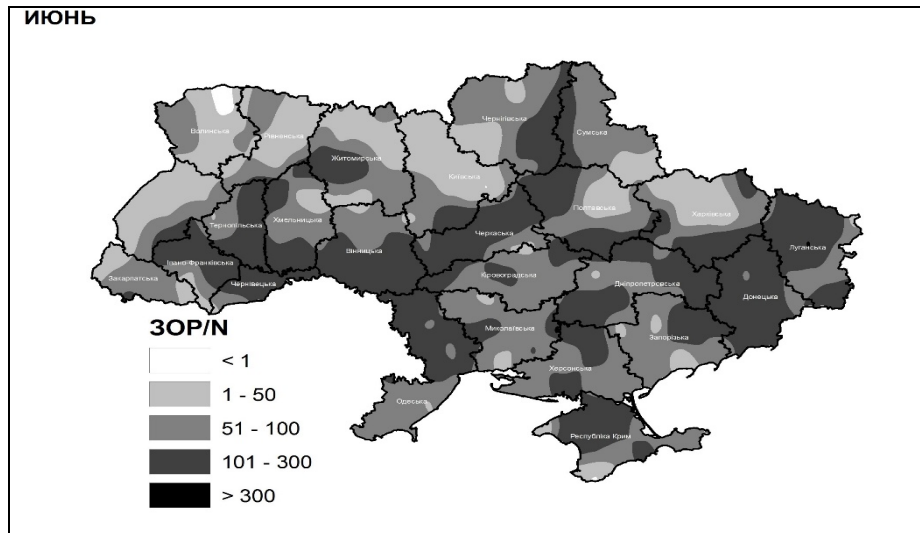 ИЮНЬ
Волинська
Рівненська
Житомирська
Київська
Чернігівська
Сумська
Тернопільська
Хмельницька
Вінницька
Черкаська
Полтавська
Харківська
Луганська
Закарпатська
Івано-Франківська
Чернівецька
Кіровоградська
Дніпропетровська
Донецька
Миколаївська
Запорізька
Херсонська
Одеська
Республіка Крим
ЗОР/N
< 1
1 - 50
51 - 100
101 - 300
> 300